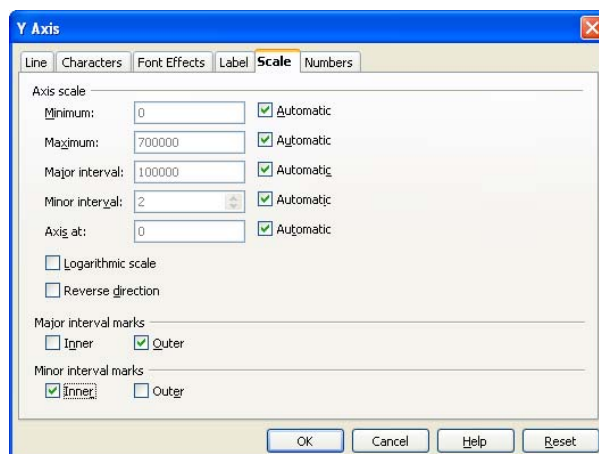 Y Axis
Line Characters Font Effects Label Scale Numbers
Axis scale
Minimum: 0 Automatic
Maximum: 700000 Automatic
Major interval: 100000 Automatic
Minor interval: 2 Automatic
Axis at: 0 Automatic
Logarithmic scale
Reverse direction
Major interval marks
Inner Outer
Minor interval marks
Inner Outer
OK Cancel Help Reset